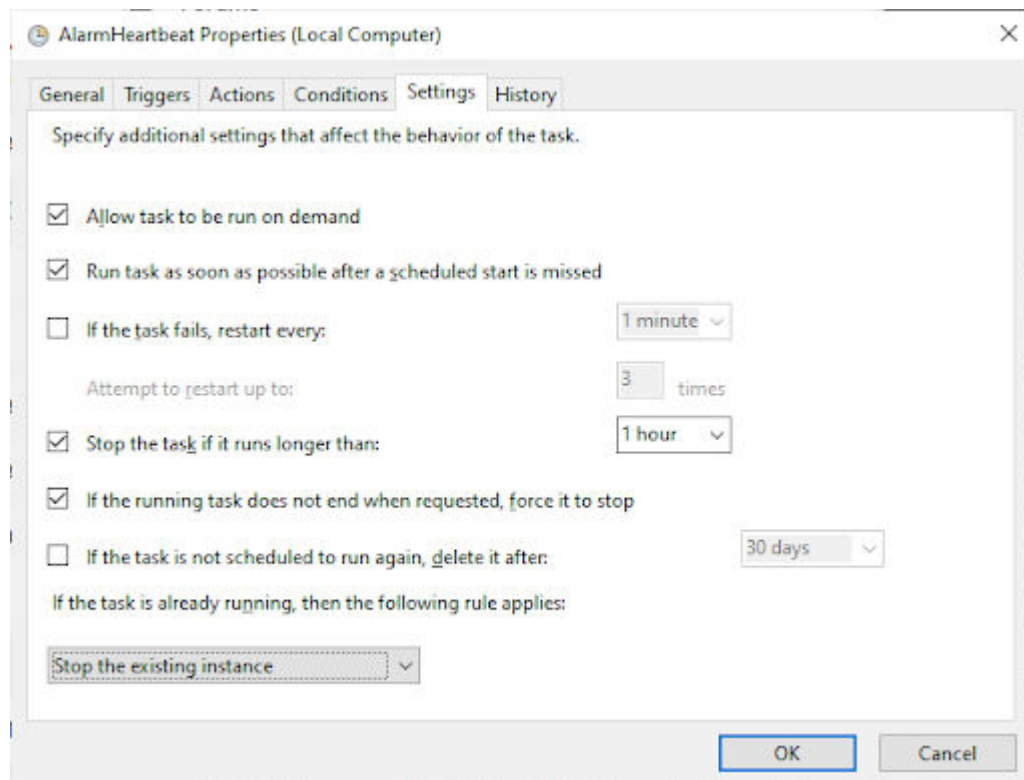 AlarmHeartbeat Properties (Local Computer)
General Triggers Actions Conditions Settings History
Specify additional settings that affect the behavior of the task.
Allow task to be run on demand
Run task as soon as possible after a scheduled start is missed
If the task fails, restart every: 1 minute
Attempt to restart up to: 3 times
Stop the task if it runs longer than: 1 hour
If the running task does not end when requested, force it to stop
If the task is not scheduled to run again, delete it after: 30 days
If the task is already running, then the following rule applies:
Stop the existing instance
OK Cancel